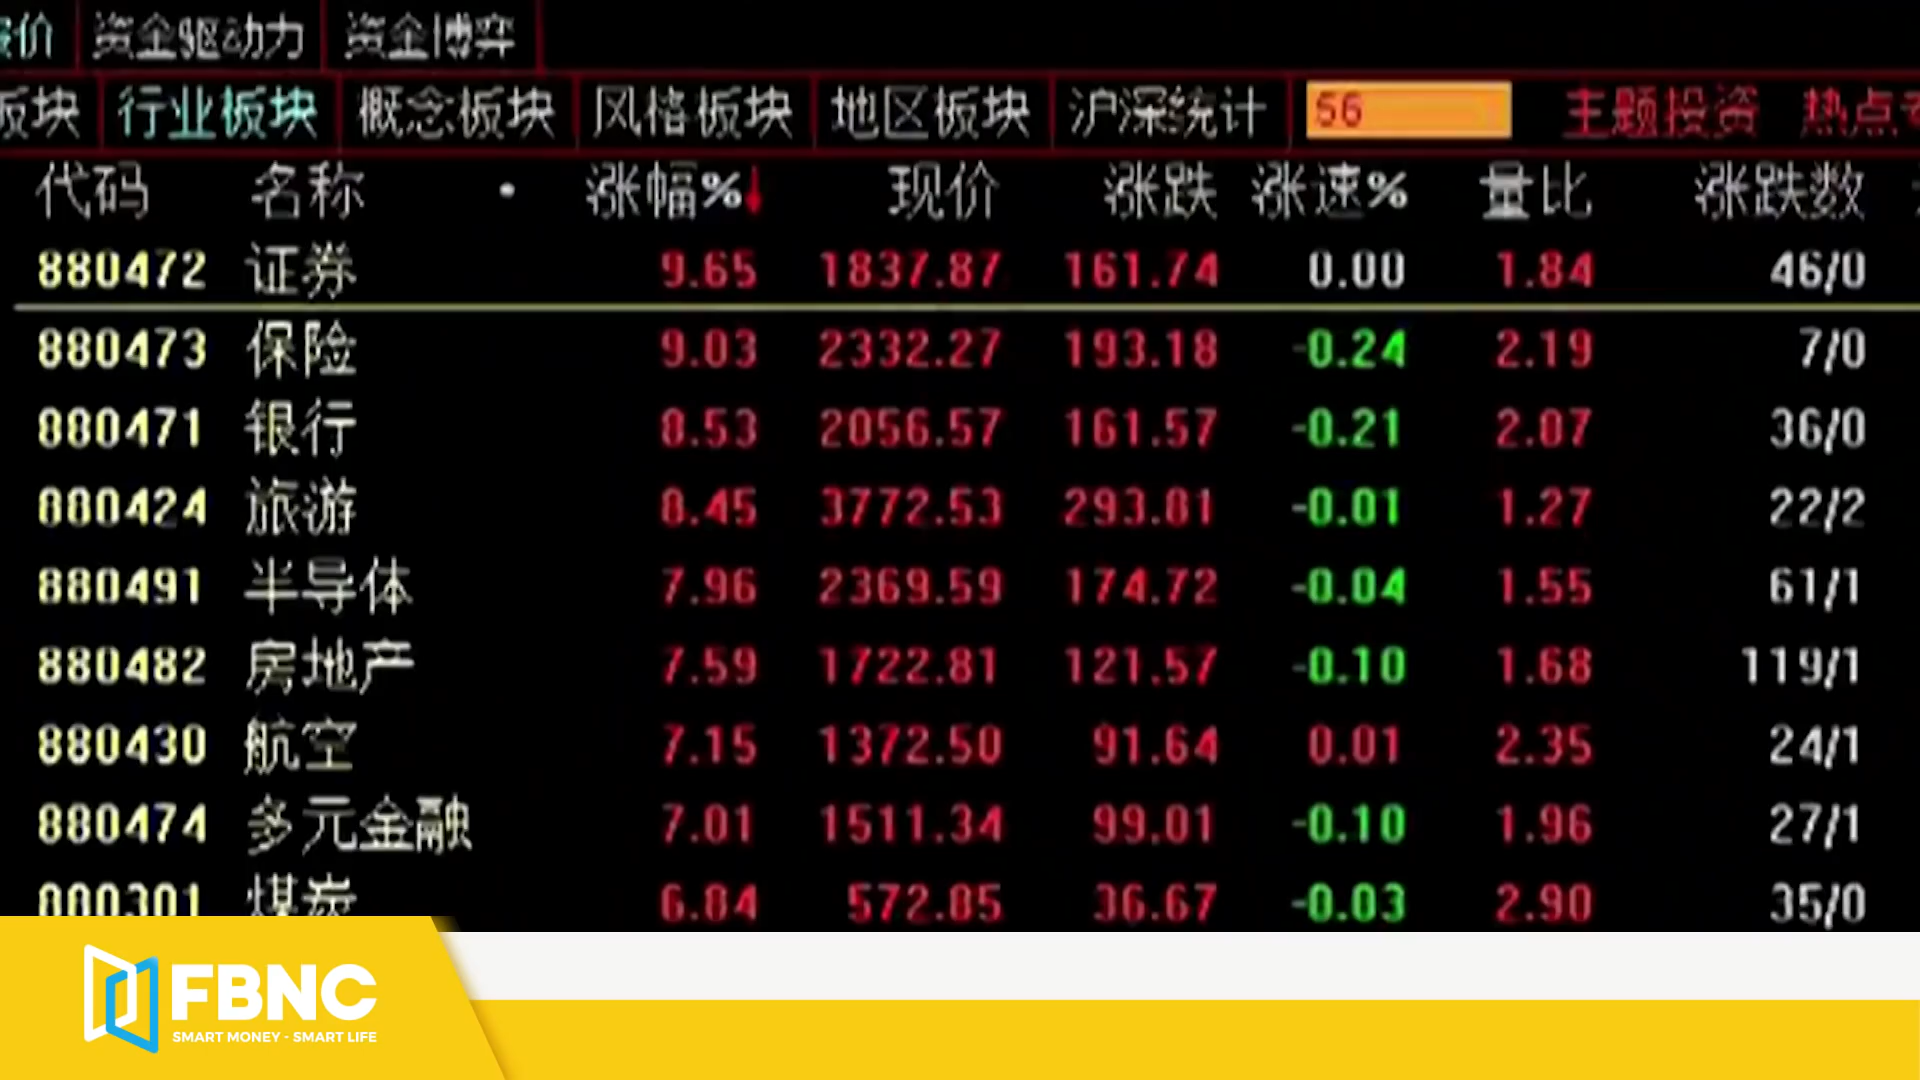 价 资金驱动力 资金博弈
板块 行业板块 概念板块 风格板块 地区板块 沪深统计 56 主题投资 热点
代码 名称 · 涨幅%↓ 现价 涨跌 涨速% 量比 涨跌数
880472 证券 9.65 1837.87 161.74 0.00 1.84 46/0
880473 保险 9.03 2332.27 193.18 -0.24 2.19 7/0
880471 银行 8.53 2056.57 161.57 -0.21 2.07 36/0
880424 旅游 8.45 3772.53 293.81 -0.01 1.27 22/2
880491 半导体 7.96 2369.59 174.72 -0.04 1.55 61/1
880482 房地产 7.59 1722.81 121.57 -0.10 1.68 119/1
880430 航空 7.15 1372.50 91.64 0.01 2.35 24/1
880474 多元金融 7.01 1511.34 99.01 -0.10 1.96 27/1
880301 煤炭 6.84 572.85 36.67 -0.03 2.90 35/0
FBNC
SMART MONEY - SMART LIFE